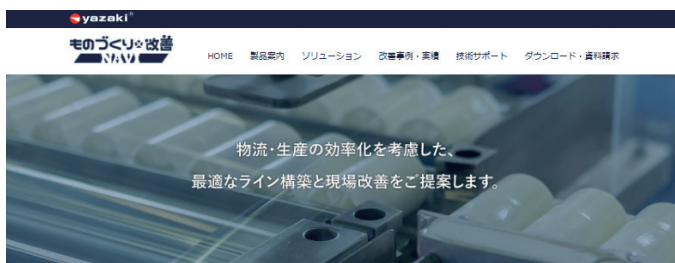 yazaki
ものづくり改善
NAVI
HOME 製品案内 ソリューション 改善事例・実績 技術サポート ダウンロード・資料請求
物流・生産の効率化を考慮した、
最適なライン構築と現場改善をご提案します。